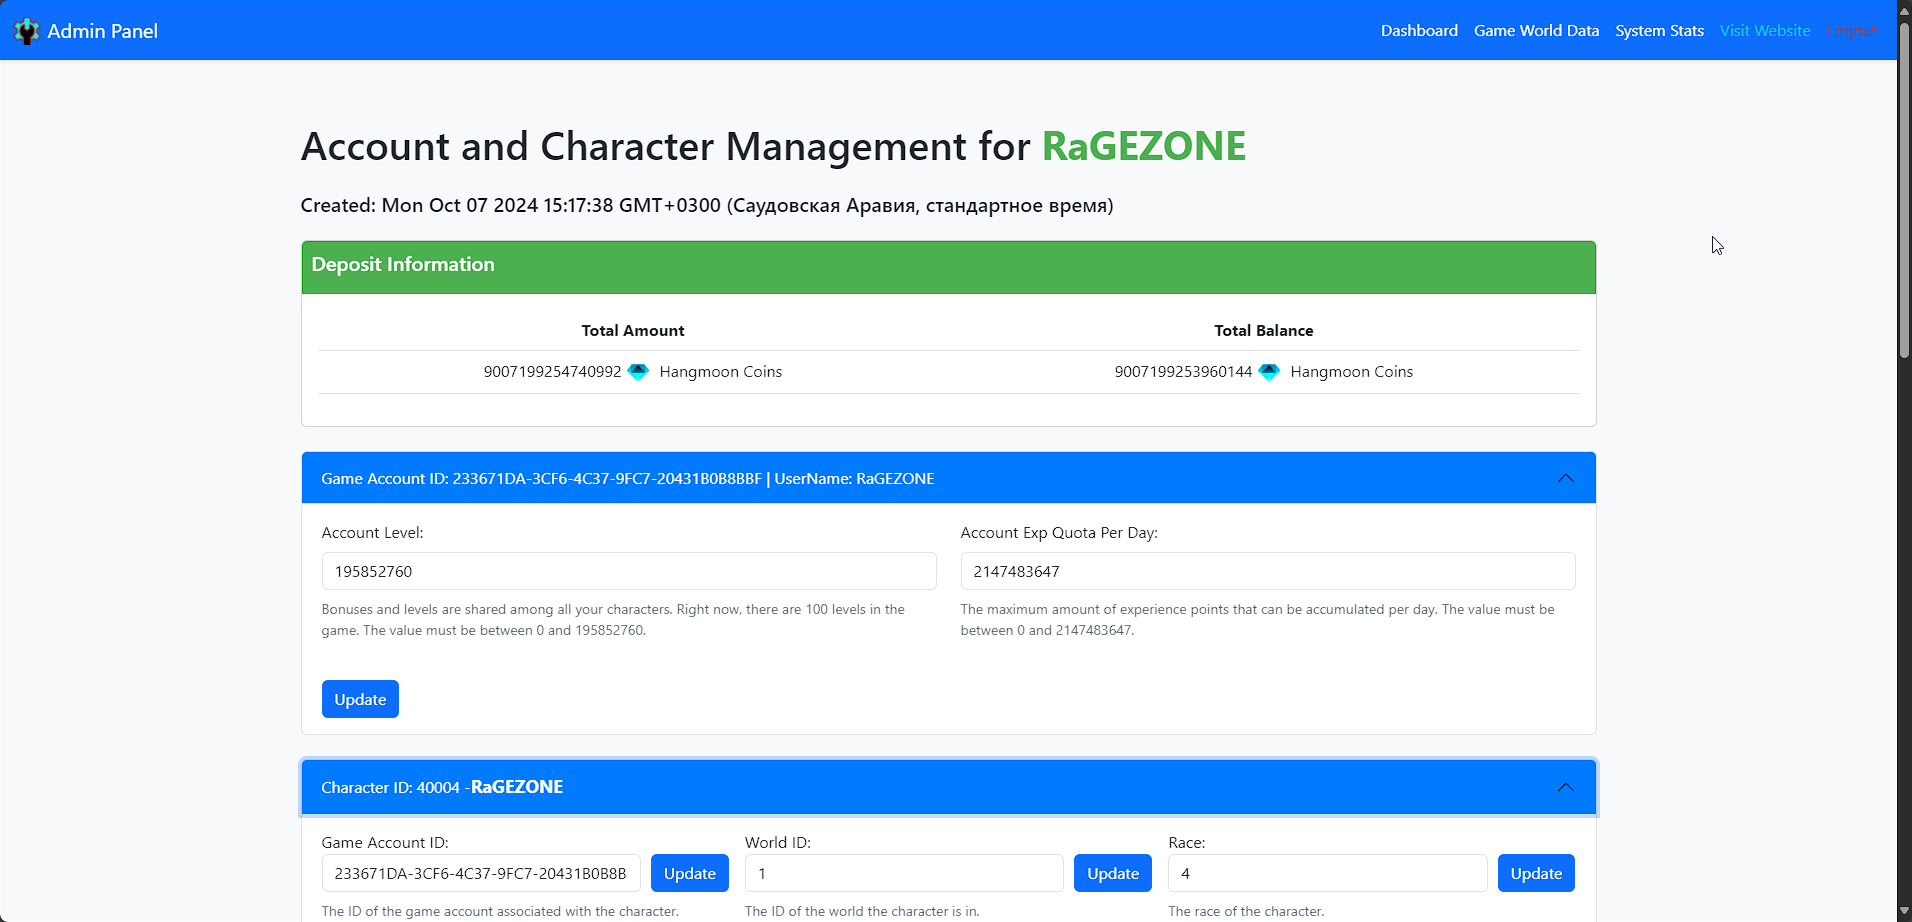 Admin Panel
Dashboard Game World Data System Stats Visit Website Logout
Account and Character Management for RaGEZONE
Created: Mon Oct 07 2024 15:17:38 GMT+0300 (Саудовская Аравия, стандартное время)
Deposit Information
Total Amount Total Balance
9007199254740992 Hangmoon Coins 9007199253960144 Hangmoon Coins
Game Account ID: 233671DA-3CF6-4C37-9FC7-20431B0B8BBF | UserName: RaGEZONE
Account Level: Account Exp Quota Per Day:
195852760 2147483647
Bonuses and levels are shared among all your characters. Right now, there are 100 levels in the
game. The value must be between 0 and 195852760.
The maximum amount of experience points that can be accumulated per day. The value must be
between 0 and 2147483647.
Update
Character ID: 40004 -RaGEZONE
Game Account ID: World ID: Race:
233671DA-3CF6-4C37-9FC7-20431B0B8B Update 1 Update 4 Update
The ID of the game account associated with the character. The ID of the world the character is in. The race of the character.